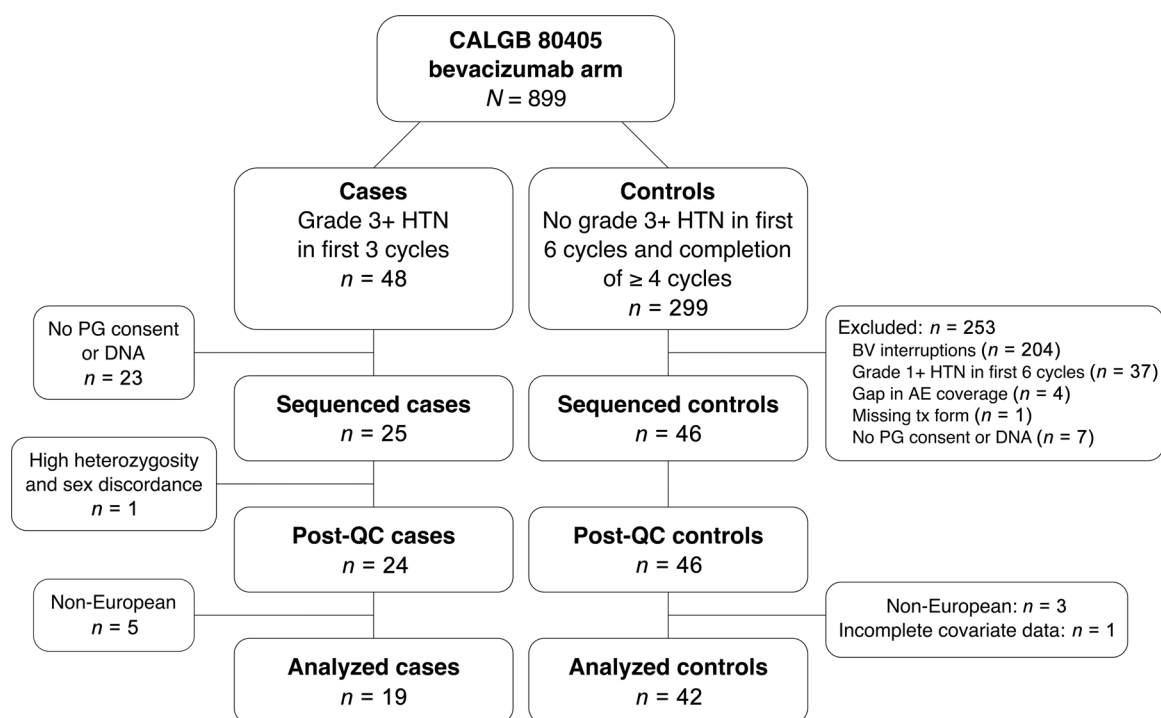 CALGB 80405
bevacizumab arm
N = 899
Cases
Grade 3+ HTN
in first 3 cycles
n = 48
Controls
No grade 3+ HTN in first
6 cycles and completion
of ≥ 4 cycles
n = 299
No PG consent
or DNA
n = 23
Excluded: n = 253
BV interruptions (n = 204)
Grade 1+ HTN in first 6 cycles (n = 37)
Gap in AE coverage (n = 4)
Missing tx form (n = 1)
No PG consent or DNA (n = 7)
Sequenced cases
n = 25
Sequenced controls
n = 46
High heterozygosity
and sex discordance
n = 1
Post-QC cases
n = 24
Post-QC controls
n = 46
Non-European
n = 5
Non-European: n = 3
Incomplete covariate data: n = 1
Analyzed cases
n = 19
Analyzed controls
n = 42